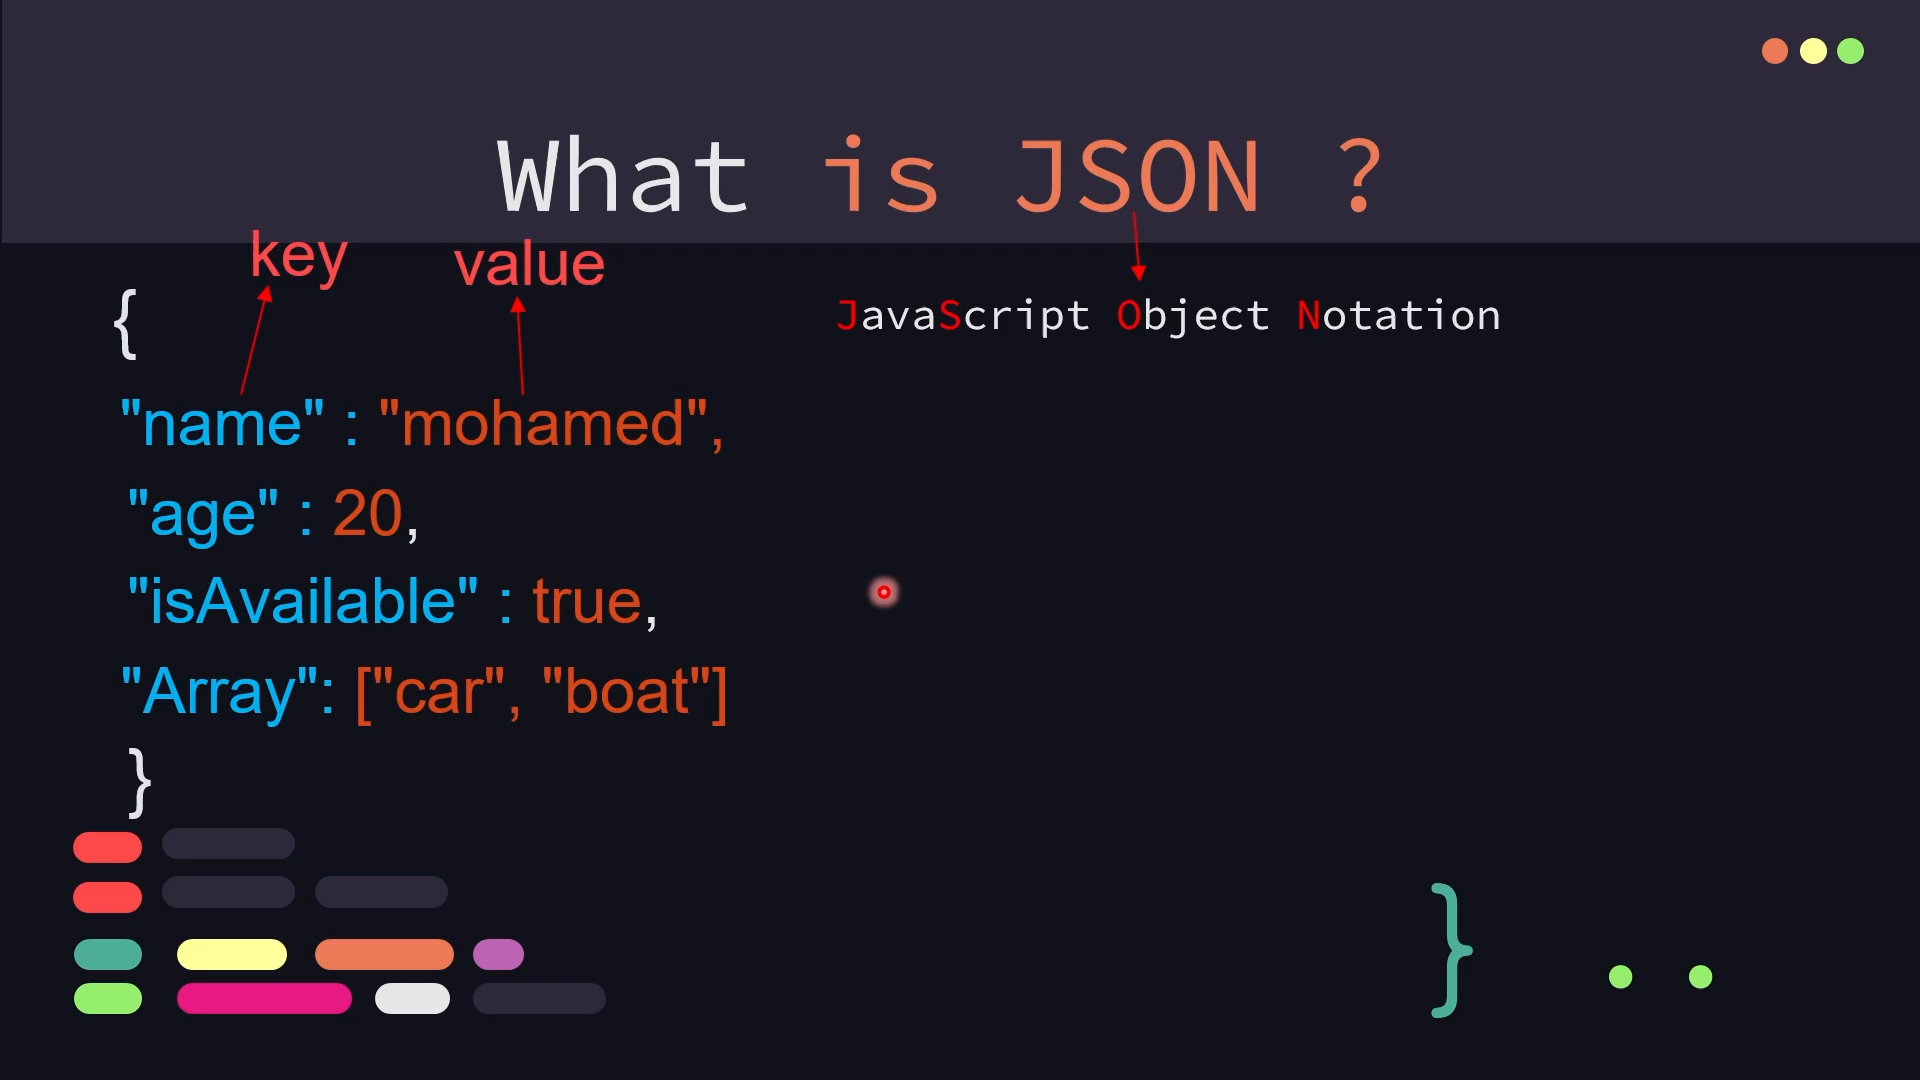 What is JSON ?
key value
JavaScript Object Notation
{
"name" : "mohamed",
"age" : 20,
"isAvailable" : true,
"Array": ["car", "boat"]
}
}